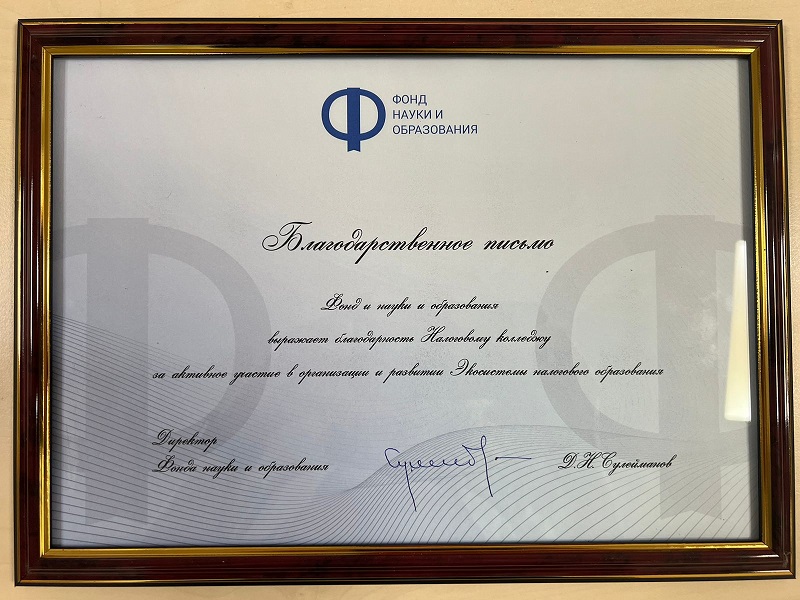 ФОНД
НАУКИ И
ОБРАЗОВАНИЯ
Благодарственное письмо
Фонд и науки и образования
выражает благодарность Налоговому колледжу
за активное участие в организации и развитии Экосистемы налогового образования
Директор
Фонда науки и образования
Д.Н.Сулейманов